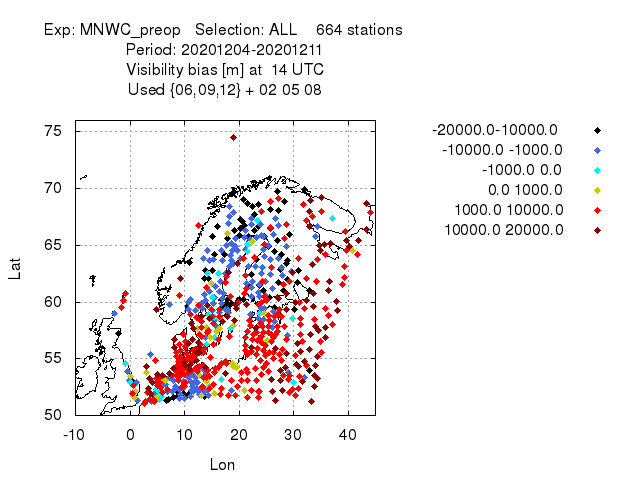 Exp: MNWC_preop   Selection: ALL    664 stations
Period: 20201204-20201211
Visibility bias [m] at  14 UTC
Used {06,09,12} + 02 05 08
-20000.0-10000.0
-10000.0 -1000.0
-1000.0 0.0
0.0 1000.0
1000.0 10000.0
10000.0 20000.0
75
70
65
60
55
50
Lat
-10 0 10 20 30 40
Lon